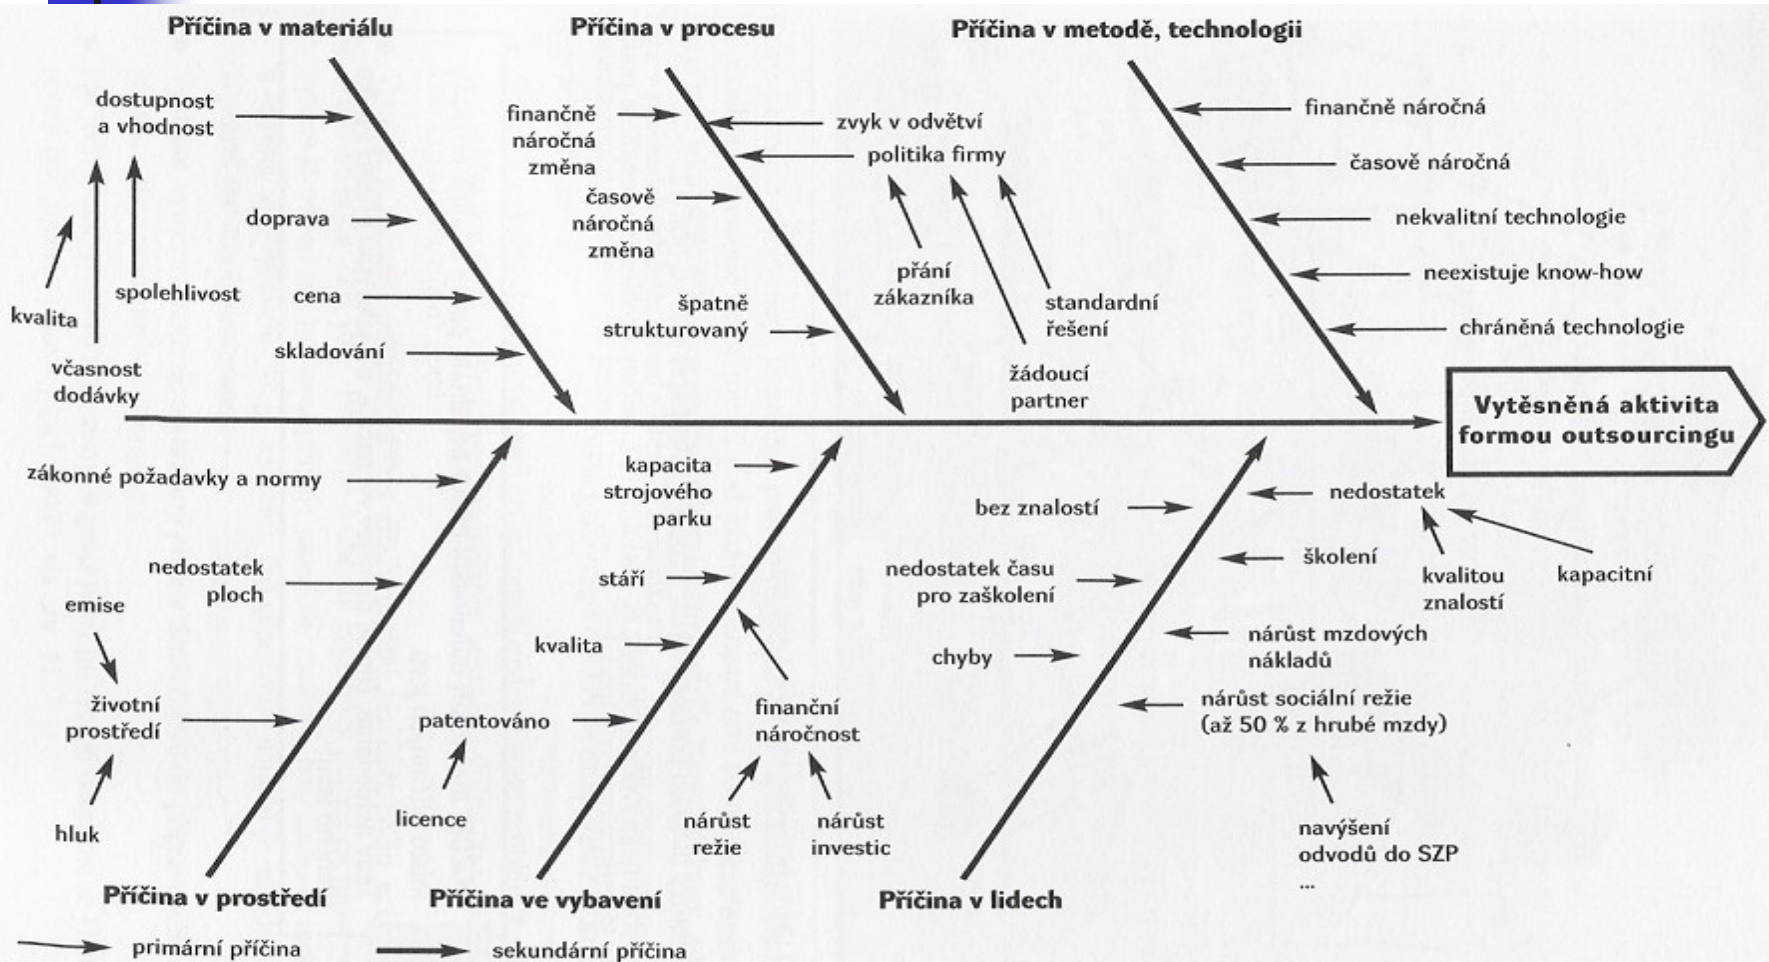 Příčina v materiálu
Příčina v procesu
Příčina v metodě, technologii
dostupnost
a vhodnost
doprava
cena
skladování
spolehlivost
kvalita
včasnost
dodávky
finančně
náročná
změna
časově
náročná
změna
špatně
strukturovaný
zvyk v odvětví
politika firmy
přání
zákazníka
standardní
řešení
žádoucí
partner
finančně náročná
časově náročná
nekvalitní technologie
neexistuje know-how
chráněná technologie
Vytěsněná aktivita
formou outsourcingu
zákonné požadavky a normy
nedostatek
ploch
emise
životní
prostředí
hluk
kapacita
strojového
parku
stáří
kvalita
patentováno
licence
finanční
náročnost
nárůst
režie
nárůst
investic
bez znalostí
nedostatek času
pro zaškolení
chyby
nedostatek
školení
kvalitou
znalostí
kapacitní
nárůst mzdových
nákladů
nárůst sociální režie
(až 50 % z hrubé mzdy)
navýšení
odvodů do SZP
...
Příčina v prostředí
Příčina ve vybavení
Příčina v lidech
primární příčina
sekundární příčina